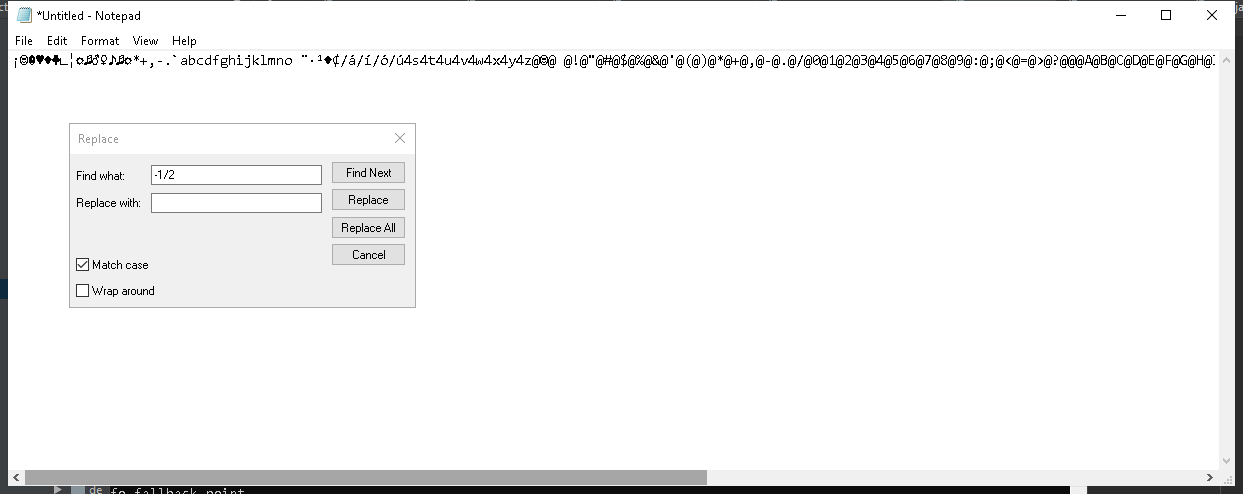 *Untitled - Notepad
File Edit Format View Help
*+,-.`abcdfghijklmno ¨·¹♠¢/á/í/ó/ú4s4t4u4v4w4x4y4z@ @ @!@"@#@$@%@&@'@(@)@*@+@,@-@.@/@0@1@2@3@4@5@6@7@8@9@:@;@<@=@>@?@@@A@B@C@D@E@F@G@H@
Replace
Find what: -1/2 Find Next
Replace with: Replace
Replace All
Cancel
Match case
Wrap around
de fo fallback point